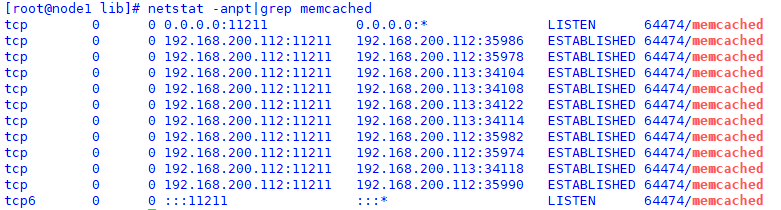 [root@node1 lib]# netstat -anpt|grep memcached
tcp        0      0 0.0.0.0:11211           0.0.0.0:*               LISTEN      64474/memcached
tcp        0      0 192.168.200.112:11211   192.168.200.112:35986   ESTABLISHED 64474/memcached
tcp        0      0 192.168.200.112:11211   192.168.200.112:35978   ESTABLISHED 64474/memcached
tcp        0      0 192.168.200.112:11211   192.168.200.113:34104   ESTABLISHED 64474/memcached
tcp        0      0 192.168.200.112:11211   192.168.200.113:34108   ESTABLISHED 64474/memcached
tcp        0      0 192.168.200.112:11211   192.168.200.113:34122   ESTABLISHED 64474/memcached
tcp        0      0 192.168.200.112:11211   192.168.200.113:34114   ESTABLISHED 64474/memcached
tcp        0      0 192.168.200.112:11211   192.168.200.112:35982   ESTABLISHED 64474/memcached
tcp        0      0 192.168.200.112:11211   192.168.200.112:35974   ESTABLISHED 64474/memcached
tcp        0      0 192.168.200.112:11211   192.168.200.113:34118   ESTABLISHED 64474/memcached
tcp        0      0 192.168.200.112:11211   192.168.200.112:35990   ESTABLISHED 64474/memcached
tcp6       0      0 :::11211                :::*                    LISTEN      64474/memcached